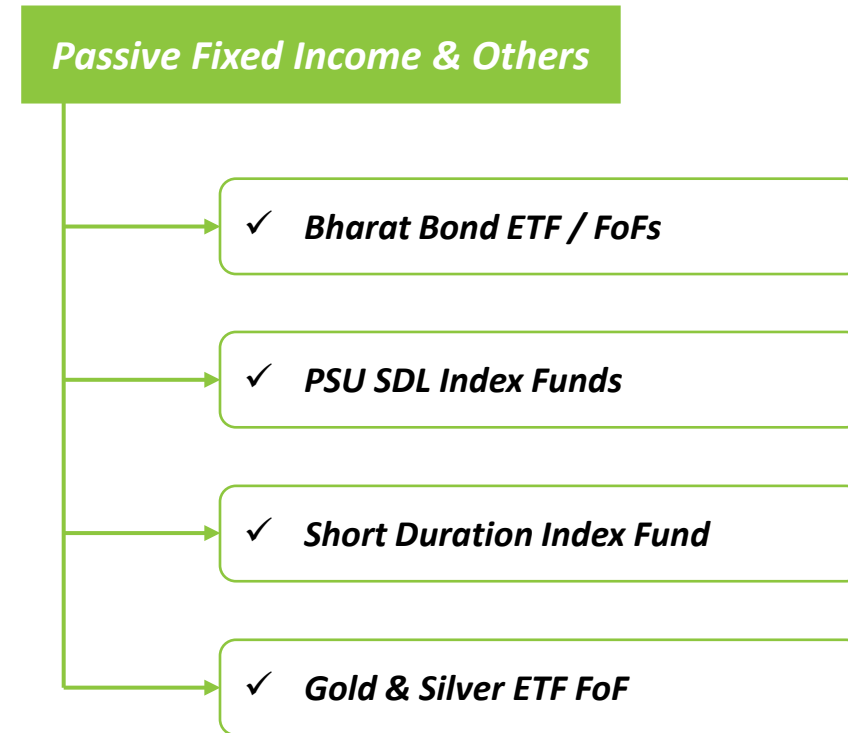 Passive Fixed Income & Others
✓ Bharat Bond ETF / FoFs
✓ PSU SDL Index Funds
✓ Short Duration Index Fund
✓ Gold & Silver ETF FoF